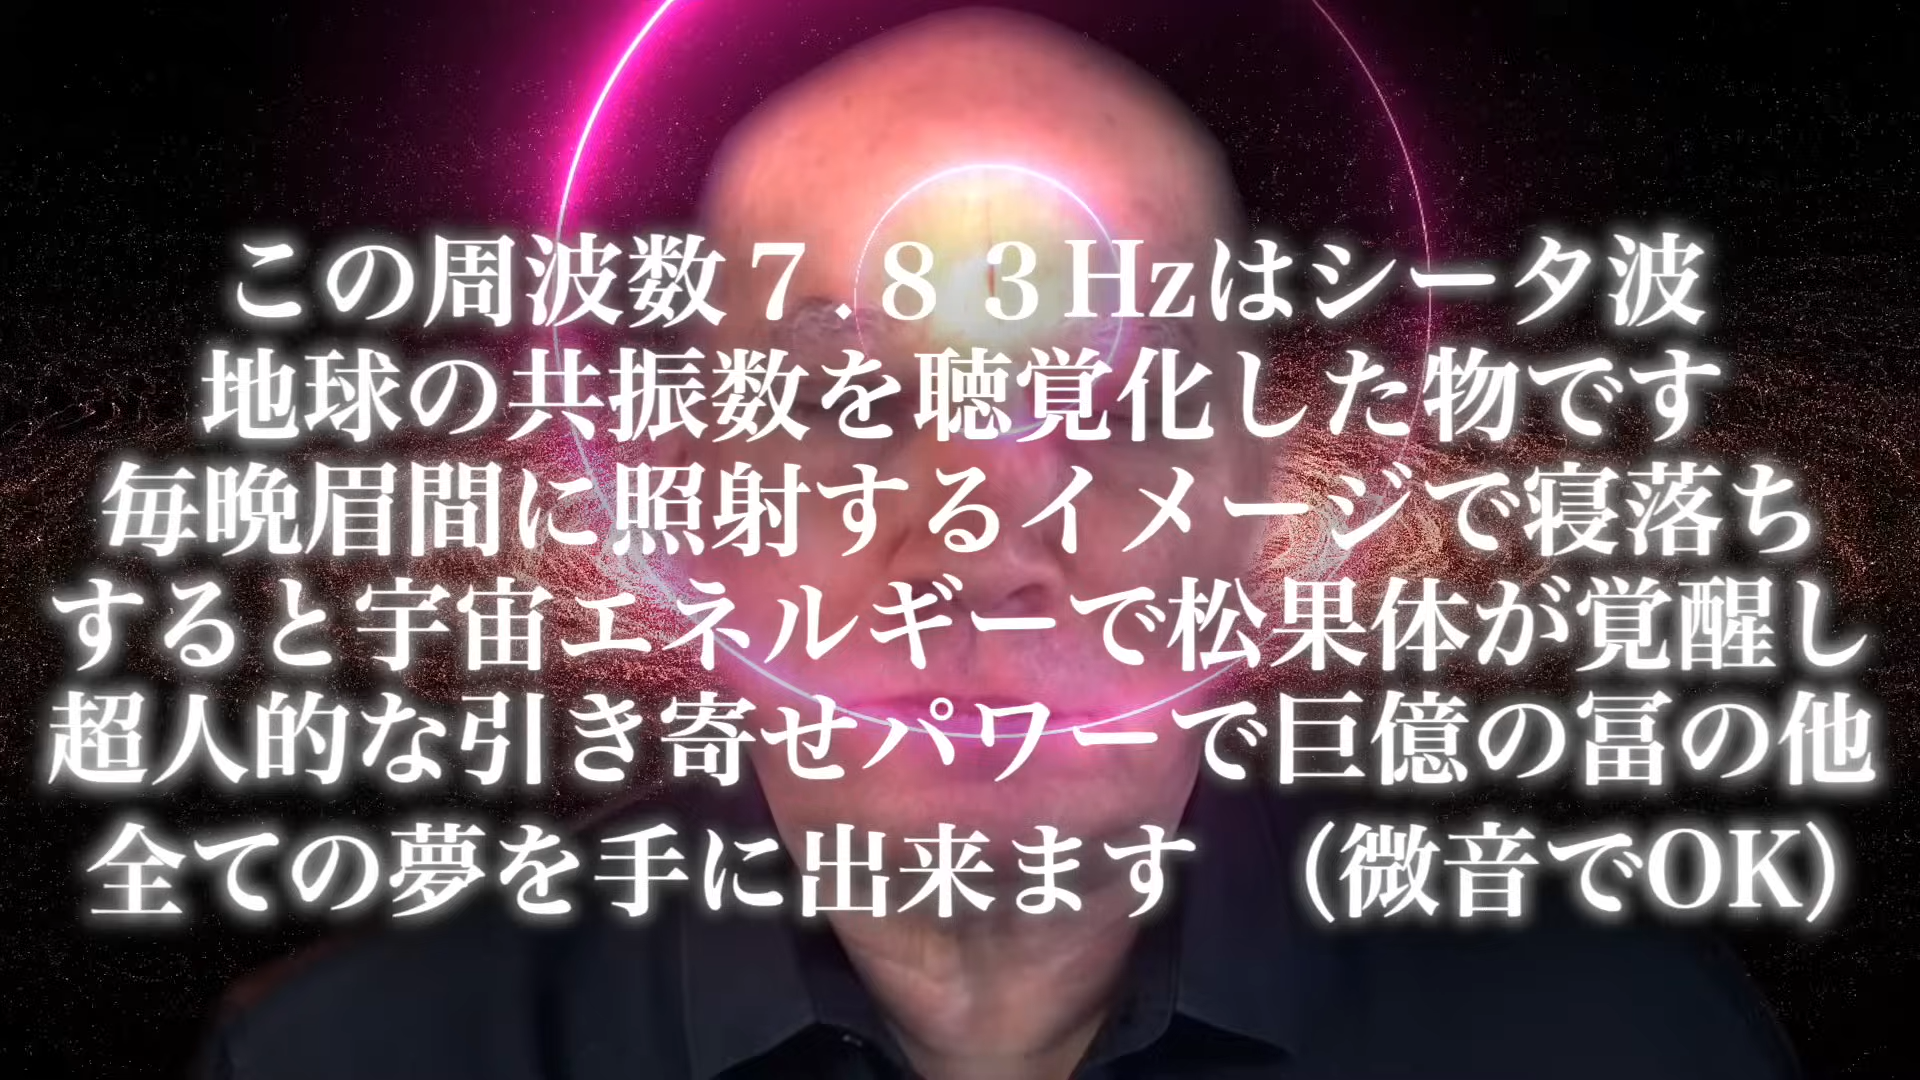 この周波数７.８３Hzはシータ波
地球の共振数を聴覚化した物です
毎晩眉間に照射するイメージで寝落ち
すると宇宙エネルギーで松果体が覚醒し
超人的な引き寄せパワーで巨億の冨の他
全ての夢を手に出来ます （微音でOK）